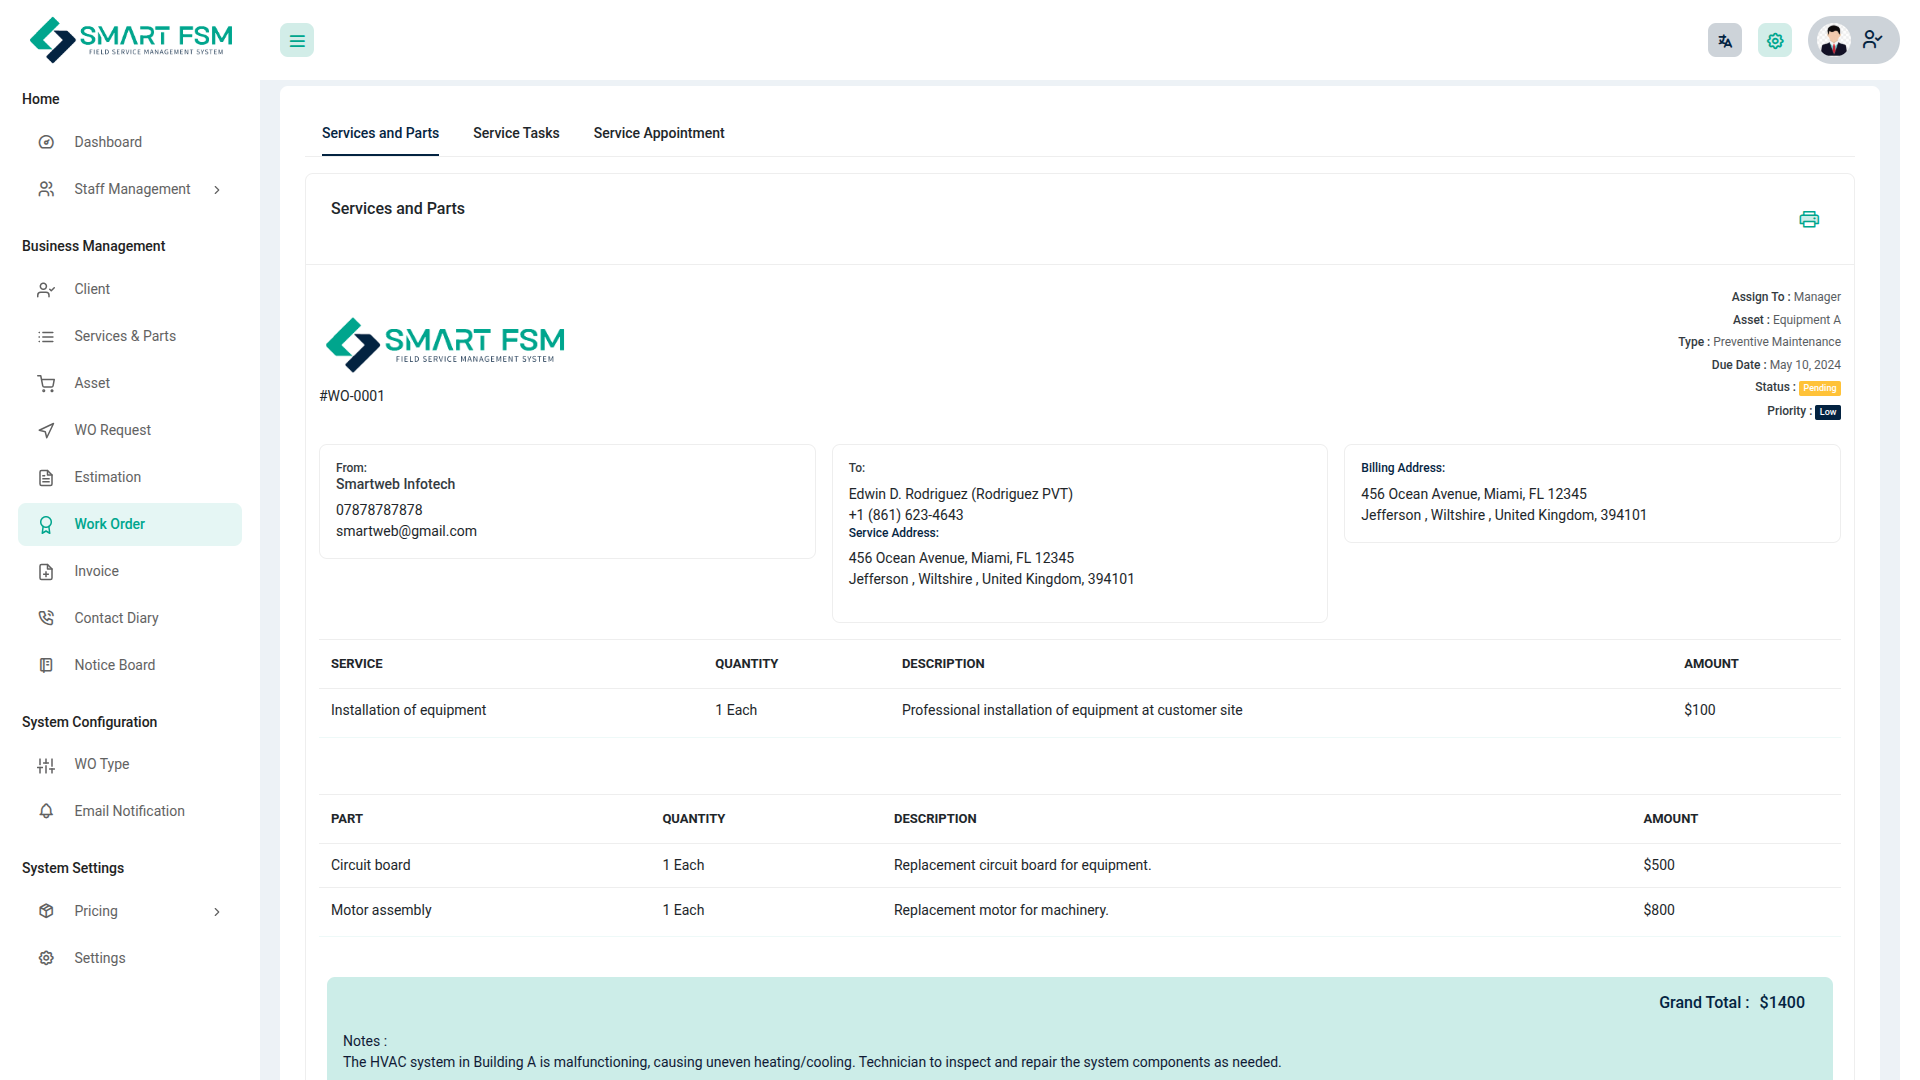 SMART FSM
FIELD SERVICE MANAGEMENT SYSTEM
Home
Dashboard
Staff Management
Business Management
Client
Services & Parts
Asset
WO Request
Estimation
Work Order
Invoice
Contact Diary
Notice Board
System Configuration
WO Type
Email Notification
System Settings
Pricing
Settings
Services and Parts Service Tasks Service Appointment
Services and Parts
SMART FSM
FIELD SERVICE MANAGEMENT SYSTEM
#WO-0001
Assign To : Manager
Asset : Equipment A
Type : Preventive Maintenance
Due Date : May 10, 2024
Status : Pending
Priority : Low
From:
Smartweb Infotech
07878787878
smartweb@gmail.com
To:
Edwin D. Rodriguez (Rodriguez PVT)
+1 (861) 623-4643
Service Address:
456 Ocean Avenue, Miami, FL 12345
Jefferson , Wiltshire , United Kingdom, 394101
Billing Address:
456 Ocean Avenue, Miami, FL 12345
Jefferson , Wiltshire , United Kingdom, 394101
SERVICE QUANTITY DESCRIPTION AMOUNT
Installation of equipment 1 Each Professional installation of equipment at customer site $100
PART QUANTITY DESCRIPTION AMOUNT
Circuit board 1 Each Replacement circuit board for equipment. $500
Motor assembly 1 Each Replacement motor for machinery. $800
Grand Total : $1400
Notes :
The HVAC system in Building A is malfunctioning, causing uneven heating/cooling. Technician to inspect and repair the system components as needed.